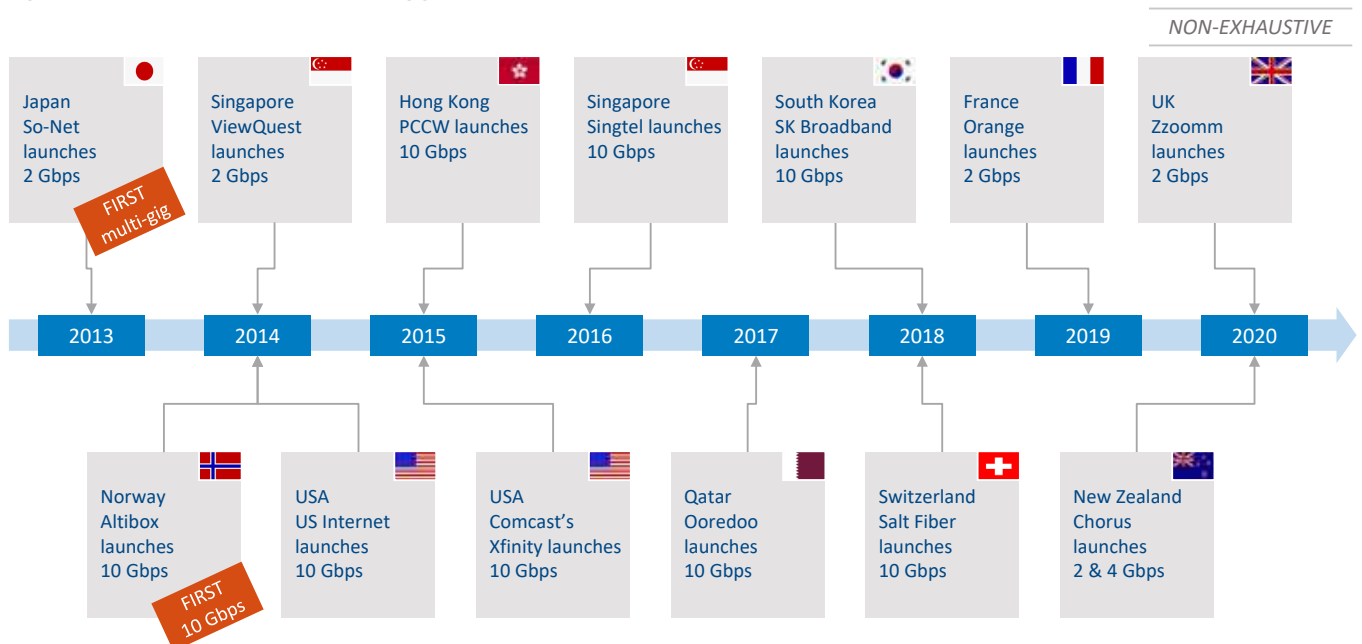 NON-EXHAUSTIVE
Japan
So-Net
launches
2 Gbps
FIRST
multi-gig
Singapore
ViewQuest
launches
2 Gbps
Hong Kong
PCCW launches
10 Gbps
Singapore
Singtel launches
10 Gbps
South Korea
SK Broadband
launches
10 Gbps
France
Orange
launches
2 Gbps
UK
Zzoomm
launches
2 Gbps
2013
2014
2015
2016
2017
2018
2019
2020
Norway
Altibox
launches
10 Gbps
FIRST
10 Gbps
USA
US Internet
launches
10 Gbps
USA
Comcast's
Xfinity launches
10 Gbps
Qatar
Ooredoo
launches
10 Gbps
Switzerland
Salt Fiber
launches
10 Gbps
New Zealand
Chorus
launches
2 & 4 Gbps